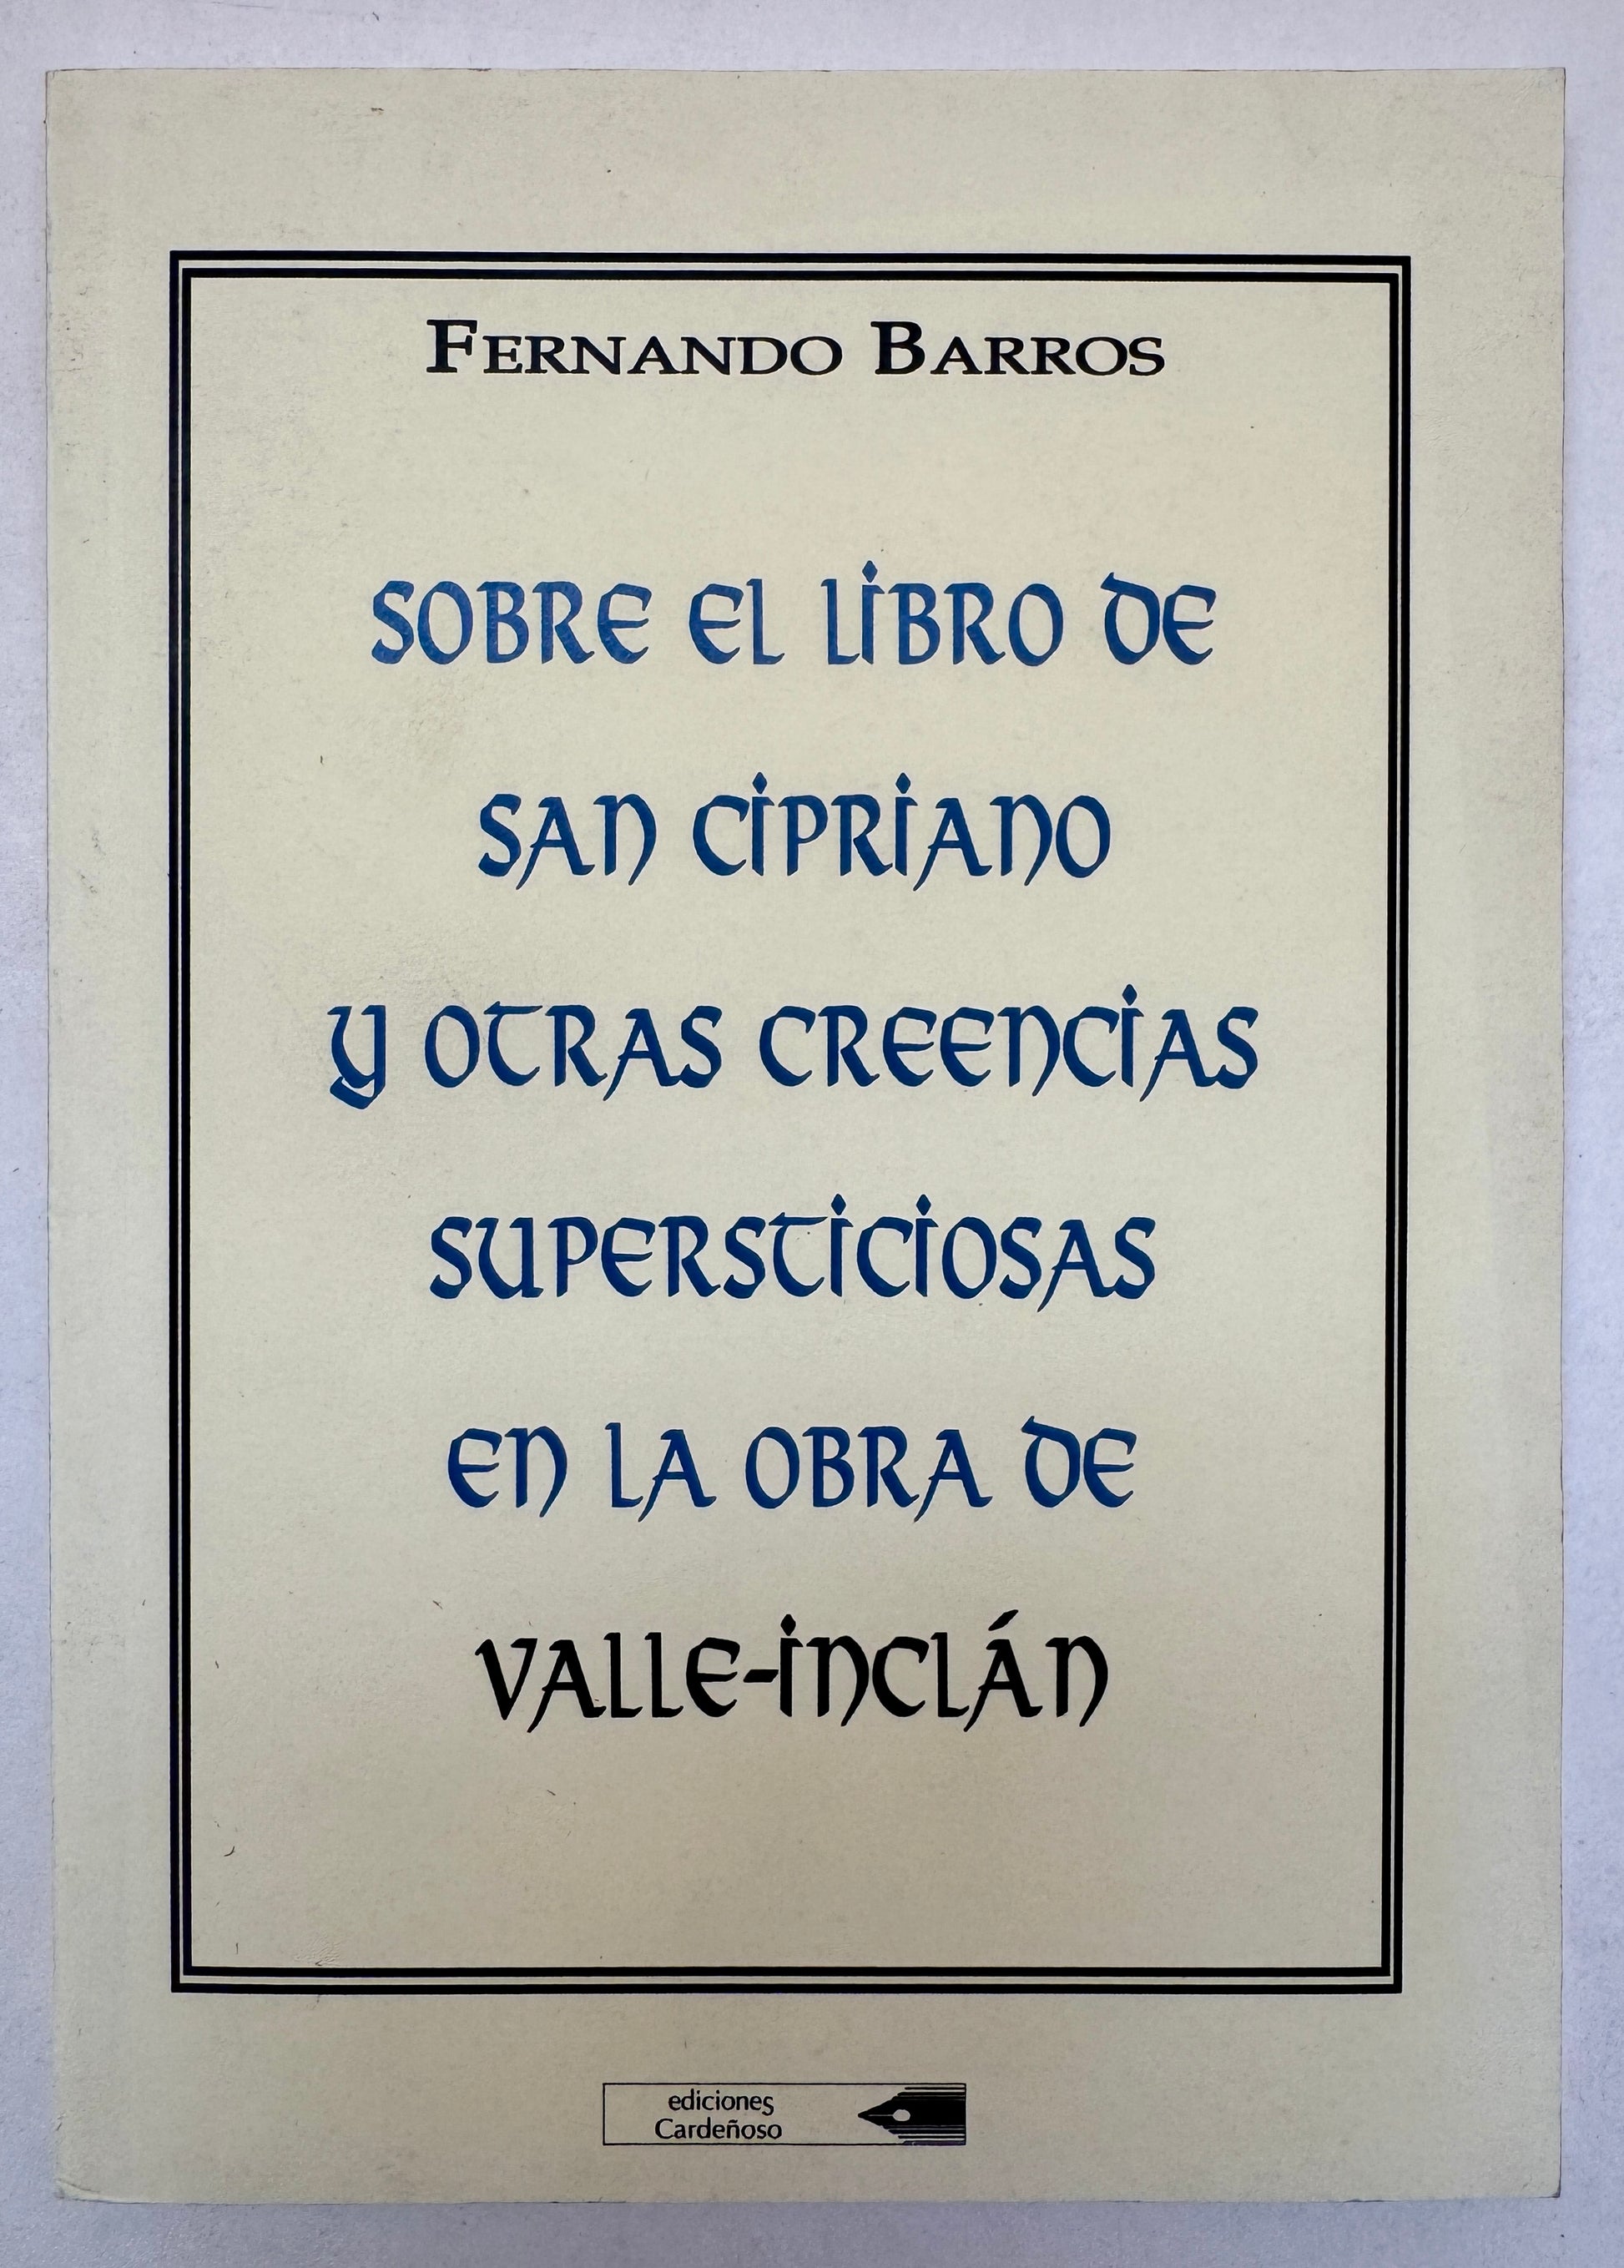 FERNANDO BARROS
SOBRE EL LIBRO DE
SAN CIPRIANO
Y OTRAS CREENCIAS
SUPERSTICIOSAS
EN LA OBRA DE
VALLE-INCLÁN
ediciones
Cardeñoso